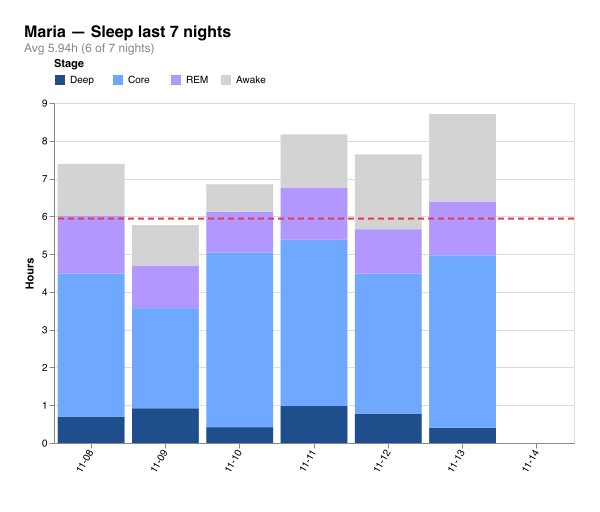 Maria — Sleep last 7 nights
Avg 5.94h (6 of 7 nights)
Stage
Deep Core REM Awake
9
8
7
6
5
4
3
2
1
0
Hours
11-08 11-09 11-10 11-11 11-12 11-13 11-14